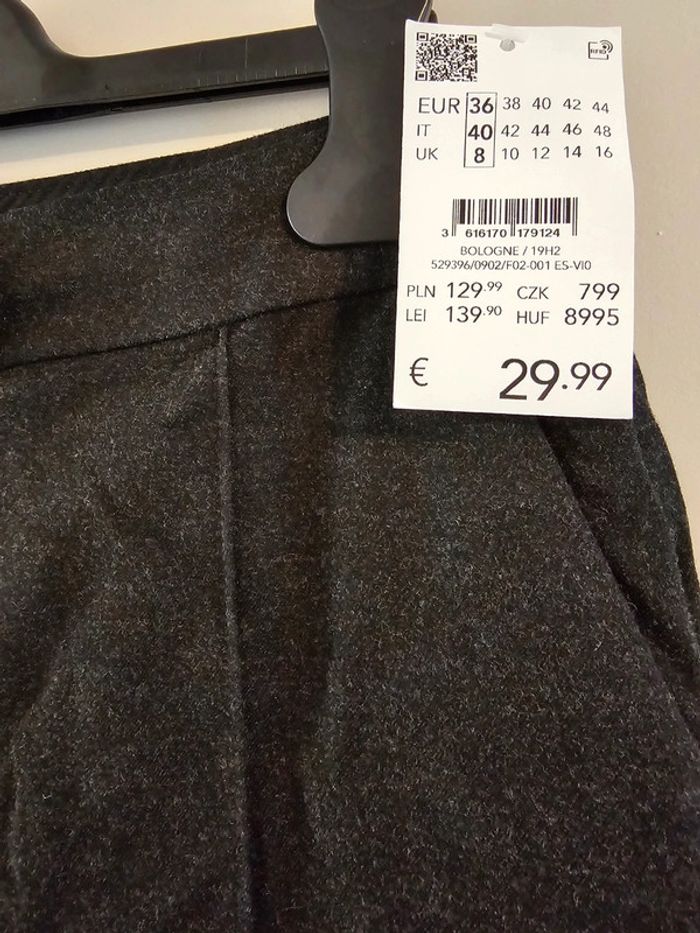 RFID
EUR 36 38 40 42 44
IT 40 42 44 46 48
UK 8 10 12 14 16
3 616170 179124
BOLOGNE / 19H2
529396/0902/F02-001 ES-VI0
PLN 129.99 CZK 799
LEI 139.90 HUF 8995
€ 29.99